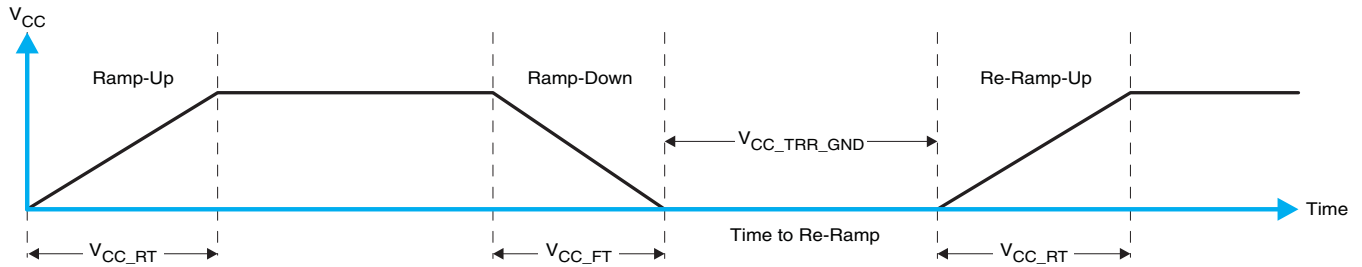 VCC
Ramp-Up
Ramp-Down
Re-Ramp-Up
VCC_TRR_GND
Time
Time to Re-Ramp
VCC_RT
VCC_FT
VCC_RT